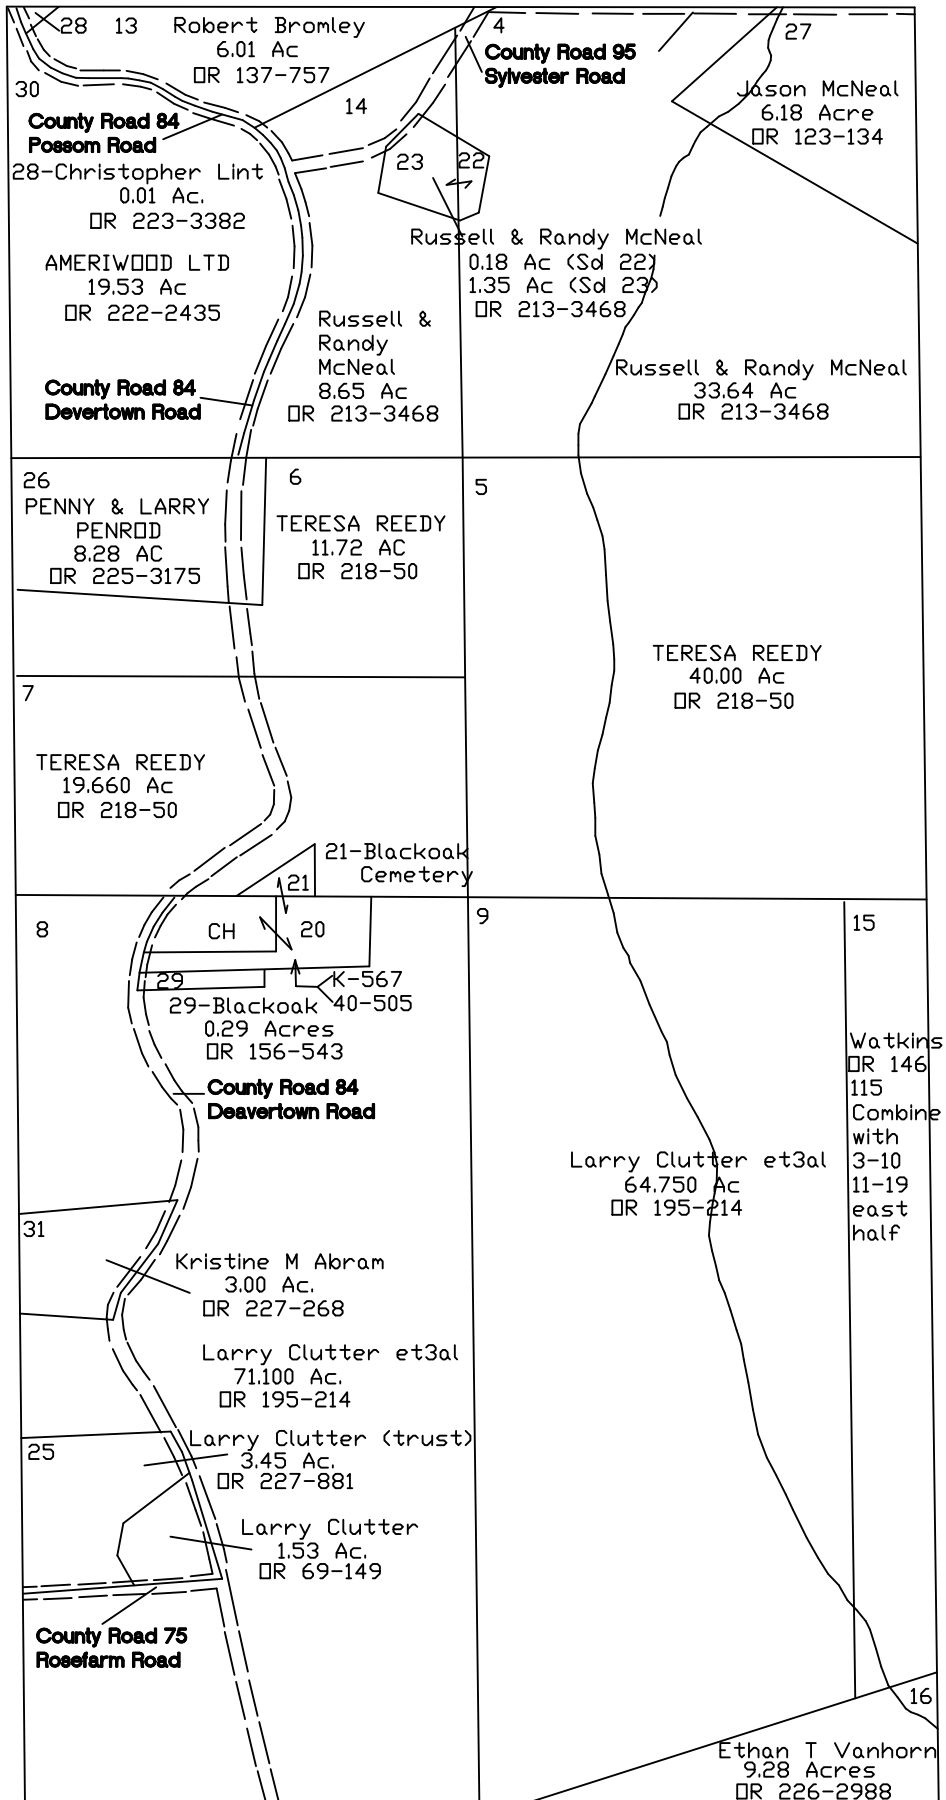 28 13 Robert Bromley
6.01 Ac
OR 137-757
4
County Road 95
Sylvester Road
27
Jason McNeal
6.18 Acre
OR 123-134
30
14
County Road 84
Possom Road
23 22
28-Christopher Lint
0.01 Ac.
OR 223-3382
Russell & Randy McNeal
0.18 Ac (Sd 22)
1.35 Ac (Sd 23)
OR 213-3468
AMERIWOOD LTD
19.53 Ac
OR 222-2435
Russell &
Randy
McNeal
8.65 Ac
OR 213-3468
Russell & Randy McNeal
33.64 Ac
OR 213-3468
County Road 84
Devertown Road
26
PENNY & LARRY
PENROD
8.28 AC
OR 225-3175
6
TERESA REEDY
11.72 AC
OR 218-50
5
TERESA REEDY
40.00 Ac
OR 218-50
7
TERESA REEDY
19.660 Ac
OR 218-50
21-Blackoak
Cemetery
21
8
CH
20
9
15
29
K-567
40-505
29-Blackoak
0.29 Acres
OR 156-543
County Road 84
Deavertown Road
Watkins
OR 146
115
Combine
with
3-10
11-19
east
half
Larry Clutter et3al
64.750 Ac
OR 195-214
31
Kristine M Abram
3.00 Ac.
OR 227-268
Larry Clutter et3al
71.100 Ac.
OR 195-214
25
Larry Clutter (trust)
3.45 Ac.
OR 227-881
Larry Clutter
1.53 Ac.
OR 69-149
County Road 75
Rosefarm Road
16
Ethan T Vanhorn
9.28 Acres
OR 226-2988